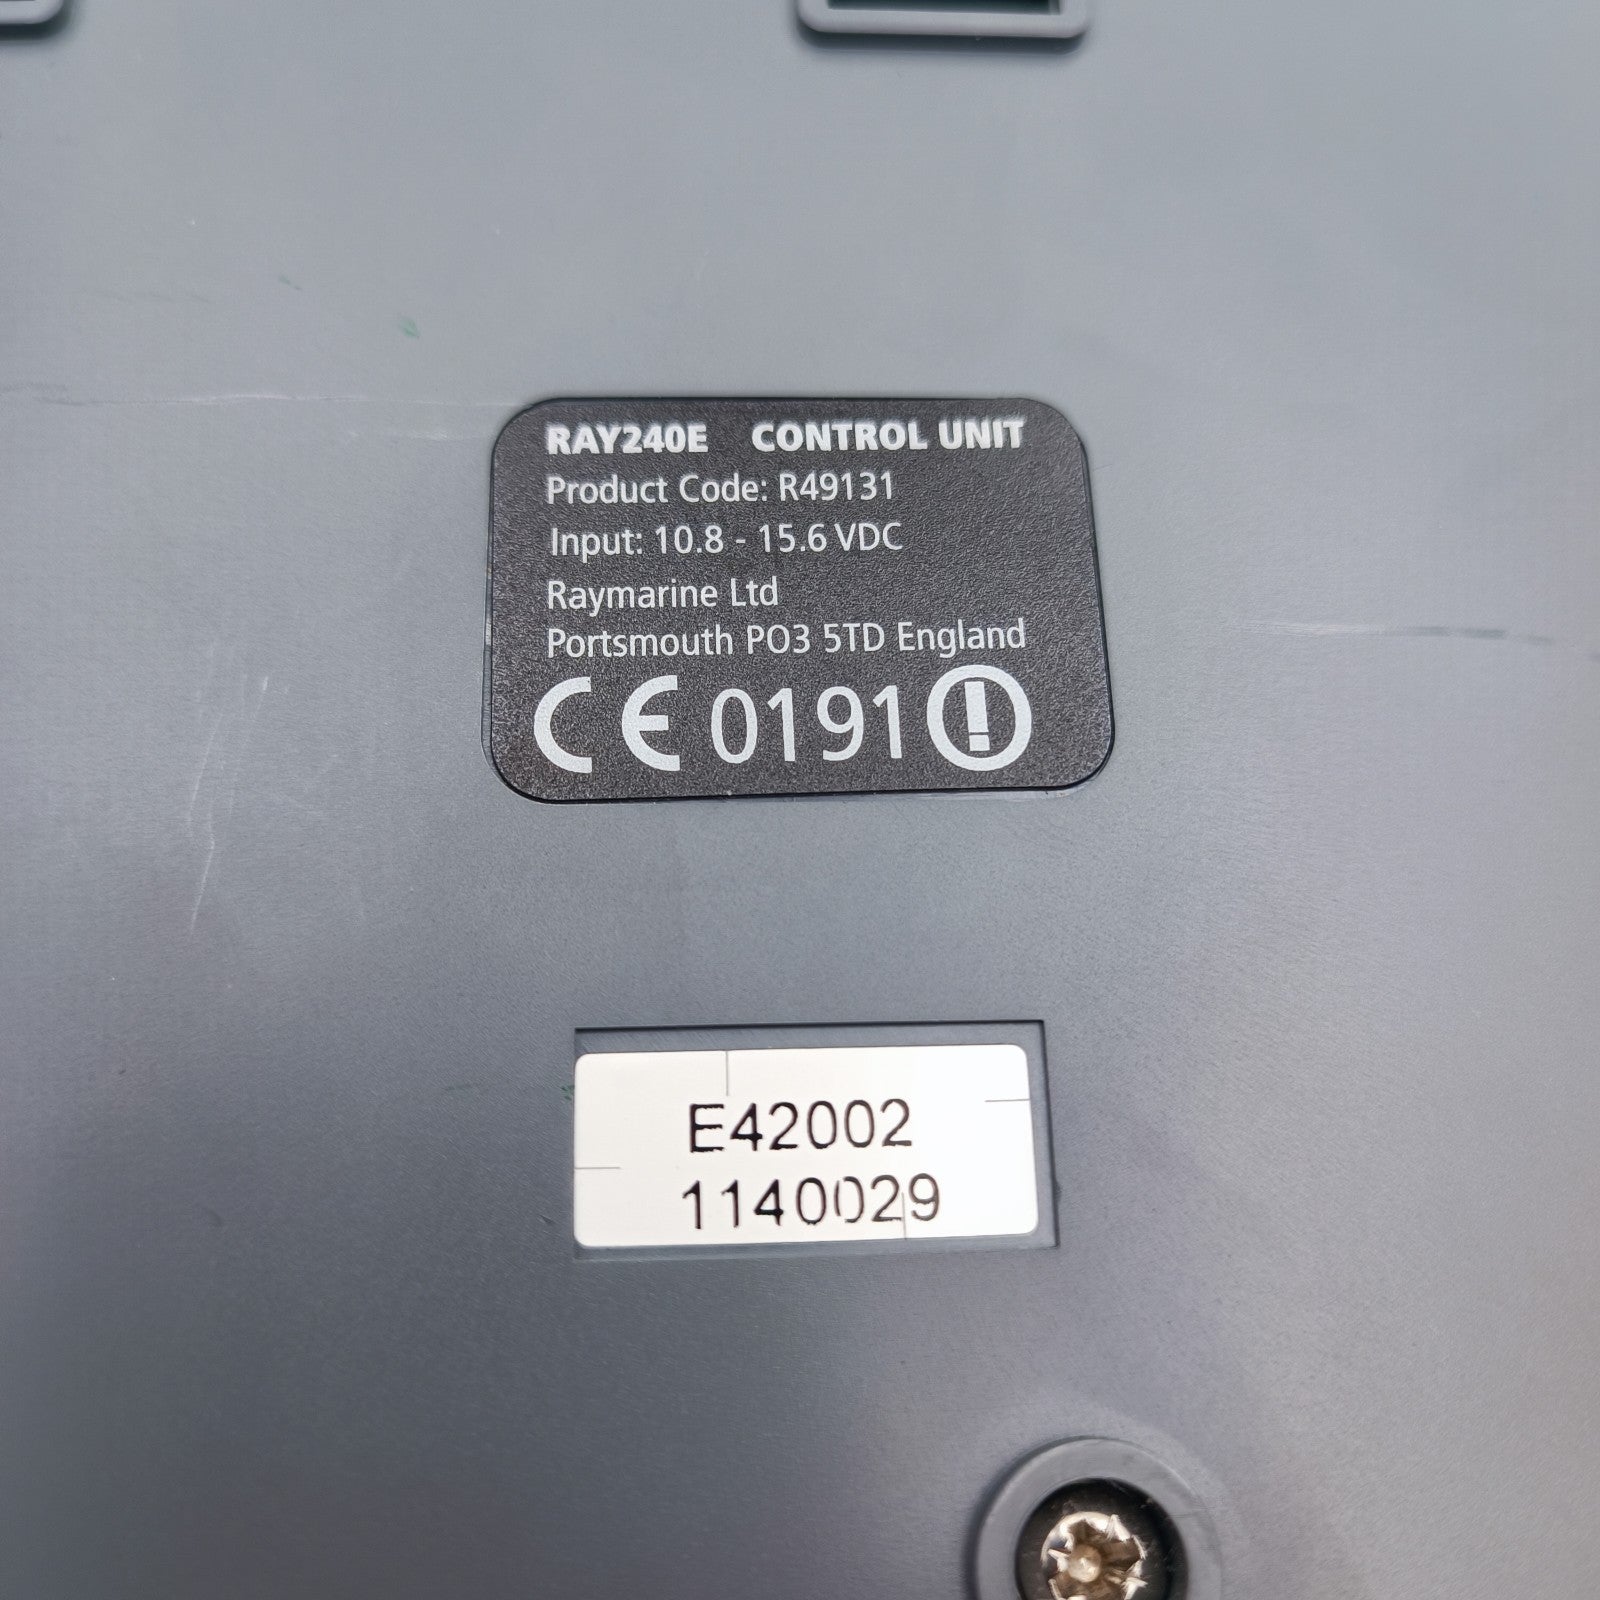 RAY240E CONTROL UNIT
Product Code: R49131
Input: 10.8 - 15.6 VDC
Raymarine Ltd
Portsmouth PO3 5TD England
CE 0191 !
E42002
1140029